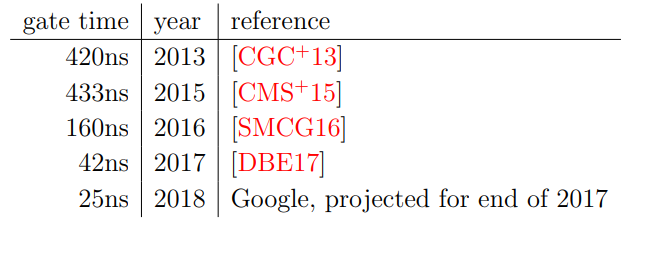 gate time year reference
420ns 2013 [CGC+13]
433ns 2015 [CMS+15]
160ns 2016 [SMCG16]
42ns 2017 [DBE17]
25ns 2018 Google, projected for end of 2017